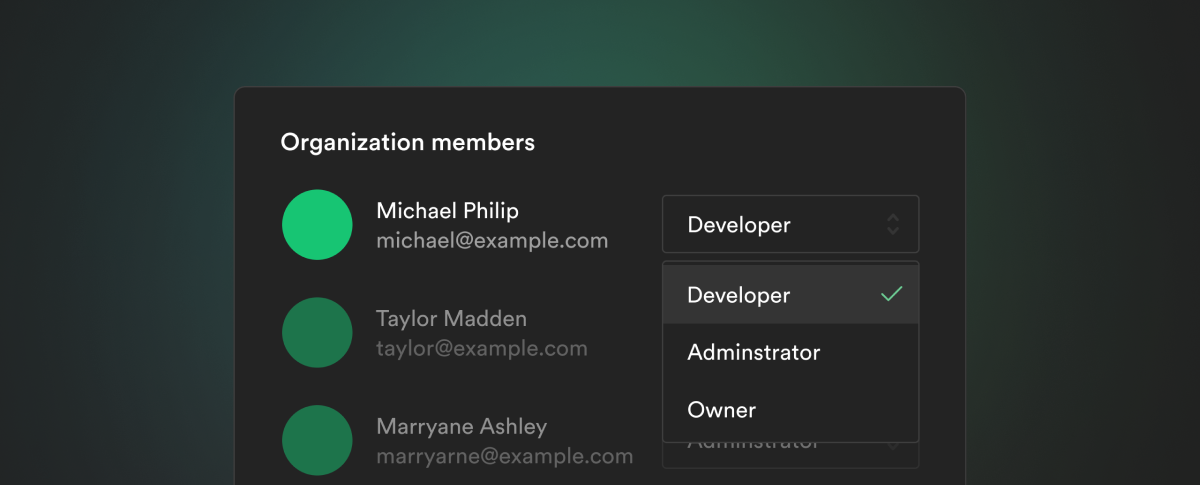 Organization members
Michael Philip
michael@example.com
Developer
Developer
Adminstrator
Owner
Taylor Madden
taylor@example.com
Marryane Ashley
marryarne@example.com
Adminstrator